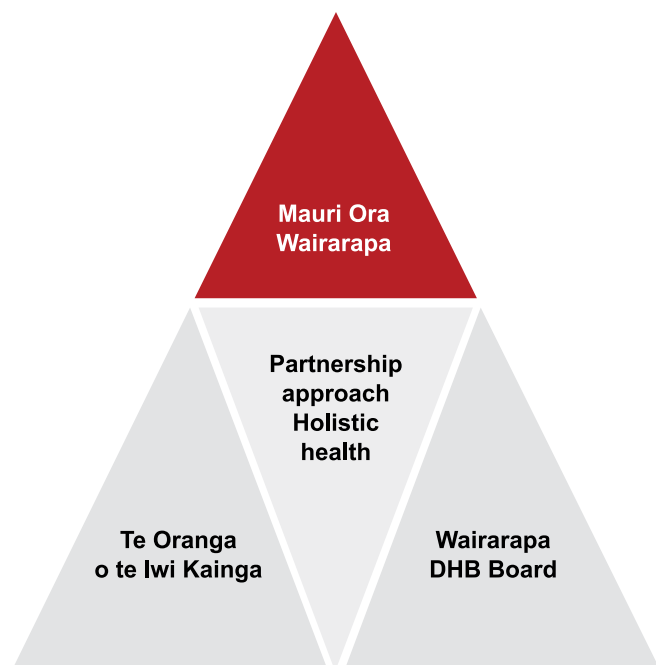 Mauri Ora
Wairarapa
Partnership
approach
Holistic
health
Te Oranga
o te Iwi Kainga
Wairarapa
DHB Board